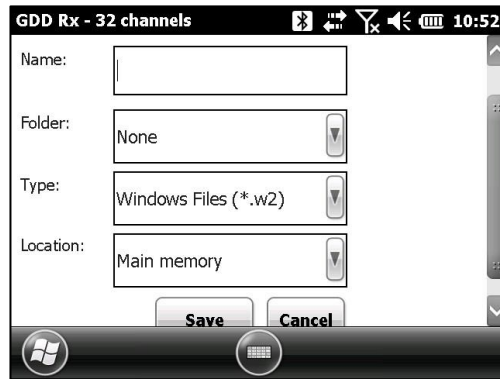 GDD Rx - 32 channels 10:52
Name:
Folder: None
Type: Windows Files (*.w2)
Location: Main memory
Save Cancel